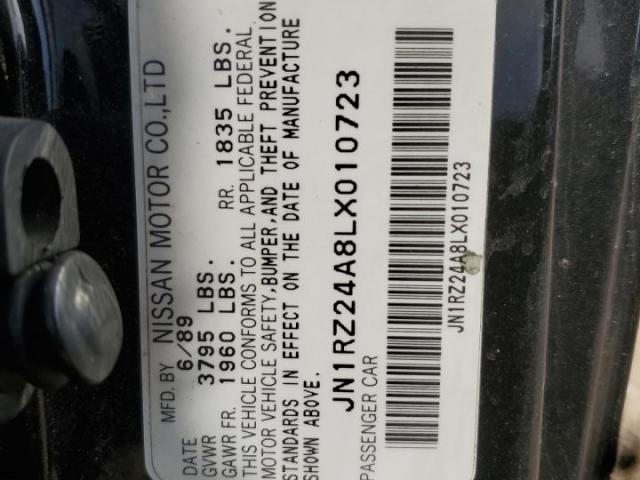 MFD. BY NISSAN MOTOR CO.,LTD
DATE 6/89
GVWR 3795 LBS.
GAWR FR. 1960 LBS. RR. 1835 LBS.
THIS VEHICLE CONFORMS TO ALL APPLICABLE FEDERAL
MOTOR VEHICLE SAFETY,BUMPER,AND THEFT PREVENTION
STANDARDS IN EFFECT ON THE DATE OF MANUFACTURE
SHOWN ABOVE.
JN1RZ24A8LX010723
PASSENGER CAR
JN1RZ24A8LX010723